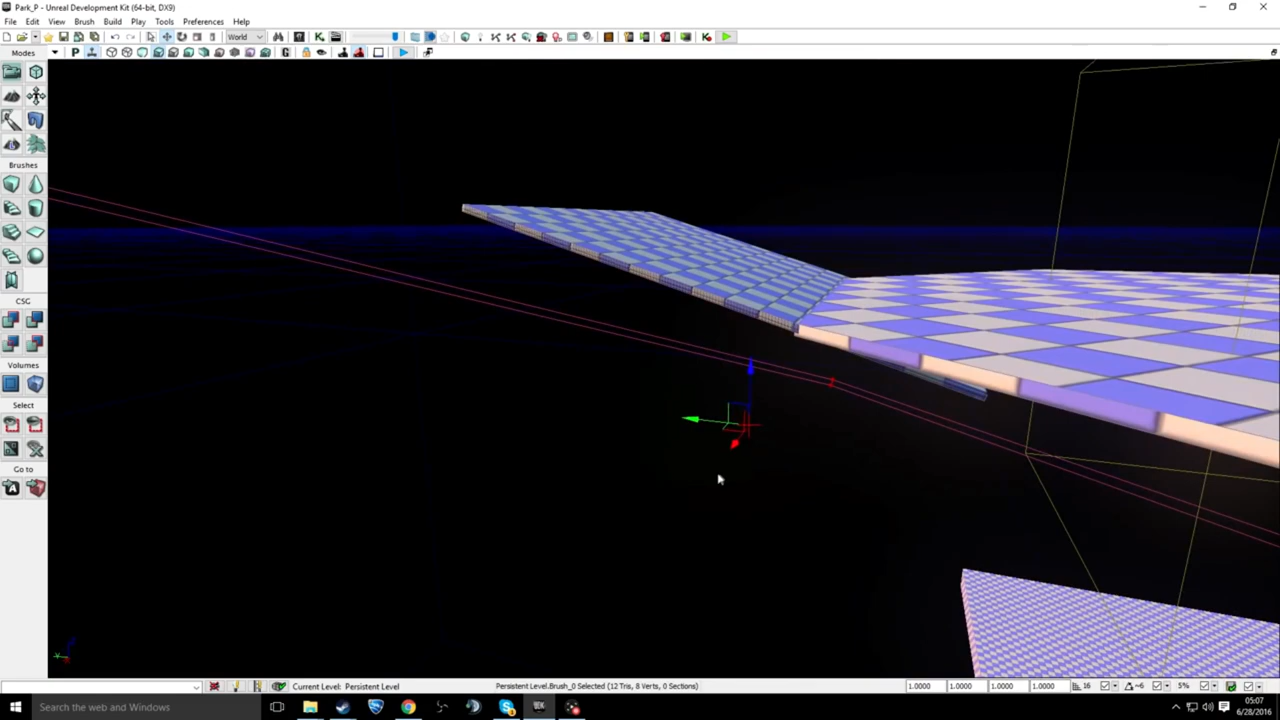 Park_P - Unreal Development Kit (64-bit, DX9)
File Edit View Brush Build Play Tools Preferences Help
World
Modes
P
G
Brushes
CSG
Volumes
Select
Go to
Current Level: Persistent Level
Persistent Level.Brush_0 Selected (12 Tris, 8 Verts, 0 Sections)
1.0000 1.0000 1.0000 1.0000 16 ~6 5%
Search the web and Windows
05:07
6/28/2016